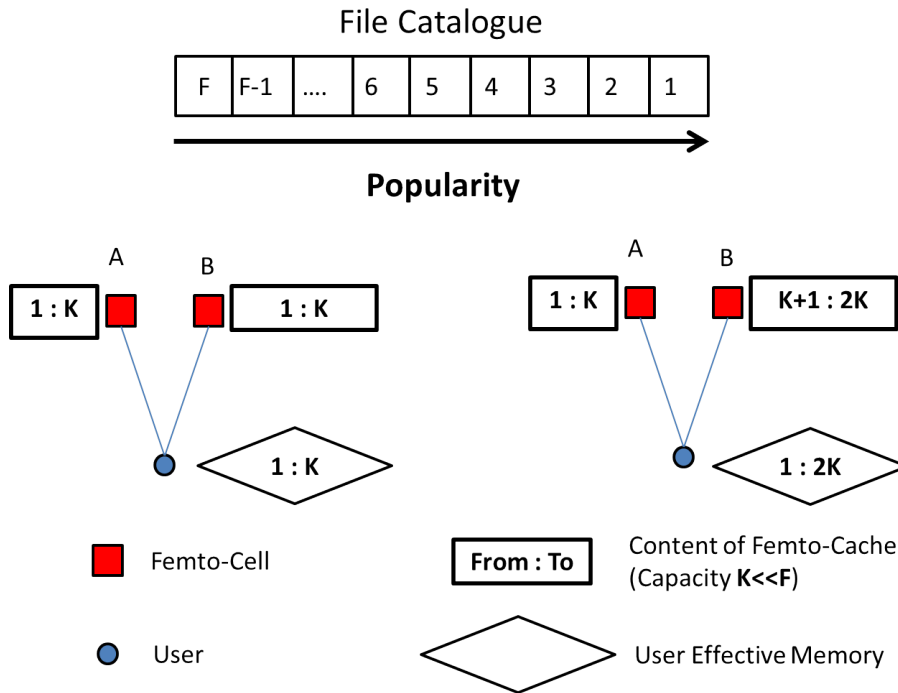 File Catalogue
F F-1 .... 6 5 4 3 2 1
Popularity
A B A B
1 : K 1 : K 1 : K K+1 : 2K
1 : K 1 : 2K
Femto-Cell From : To Content of Femto-Cache
(Capacity K<<F)
User User Effective Memory